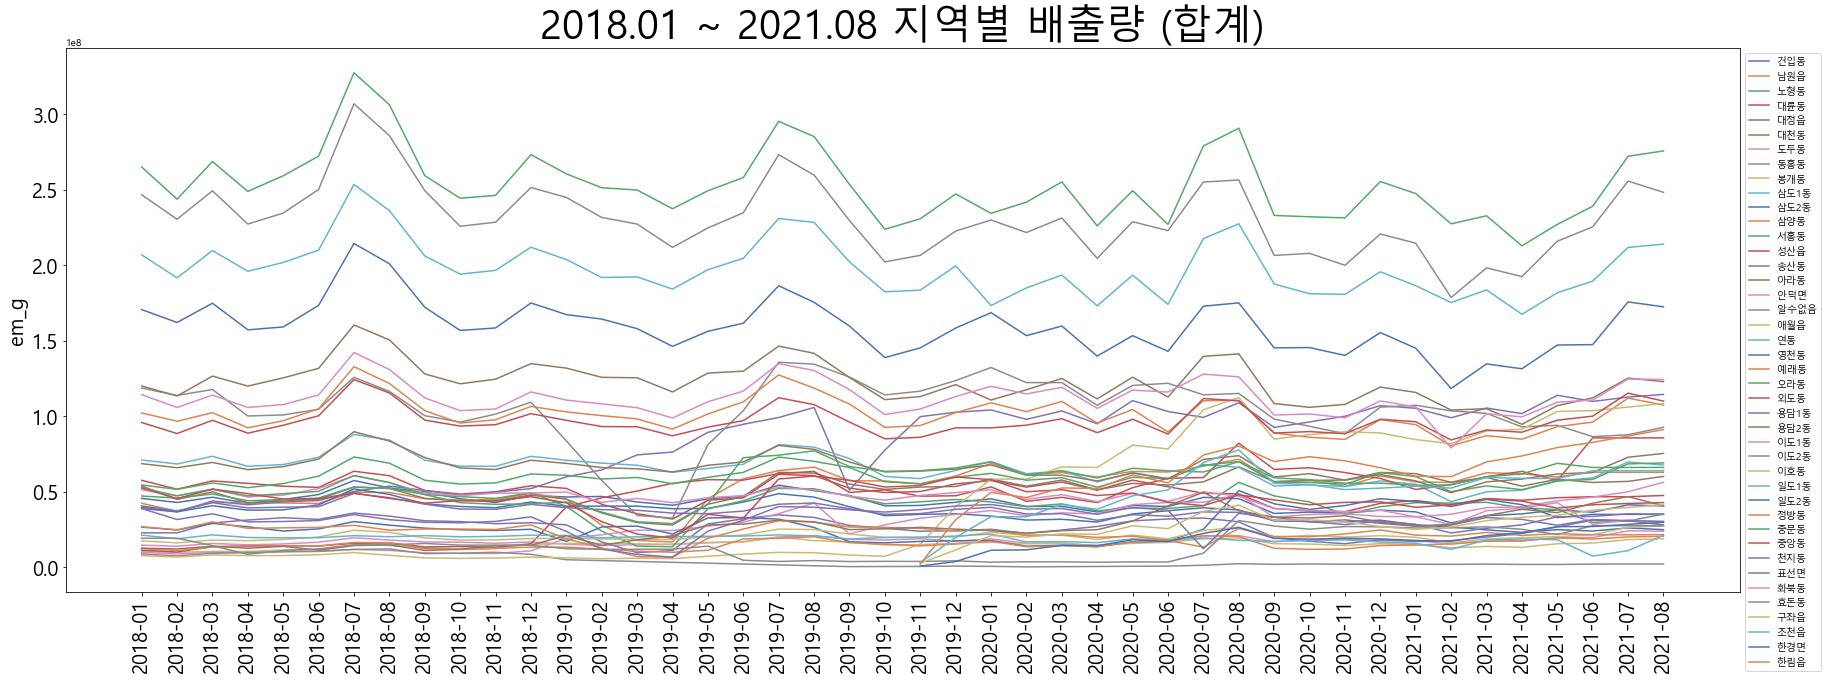 2018.01 ~ 2021.08 지역별 배출량 (합계)
1e8
em_g
3.0
2.5
2.0
1.5
1.0
0.5
0.0
2018-01
2018-02
2018-03
2018-04
2018-05
2018-06
2018-07
2018-08
2018-09
2018-10
2018-11
2018-12
2019-01
2019-02
2019-03
2019-04
2019-05
2019-06
2019-07
2019-08
2019-09
2019-10
2019-11
2019-12
2020-01
2020-02
2020-03
2020-04
2020-05
2020-06
2020-07
2020-08
2020-09
2020-10
2020-11
2020-12
2021-01
2021-02
2021-03
2021-04
2021-05
2021-06
2021-07
2021-08
건입동
남원읍
노형동
대륜동
대정읍
대천동
도두동
동홍동
봉개동
삼도1동
삼도2동
삼양동
서홍동
성산읍
송산동
아라동
안덕면
알수없음
애월읍
연동
영천동
예래동
오라동
외도동
용담1동
용담2동
이도1동
이도2동
이호동
일도1동
일도2동
정방동
중문동
중앙동
천지동
표선면
화북동
효돈동
구좌읍
조천읍
한경면
한림읍